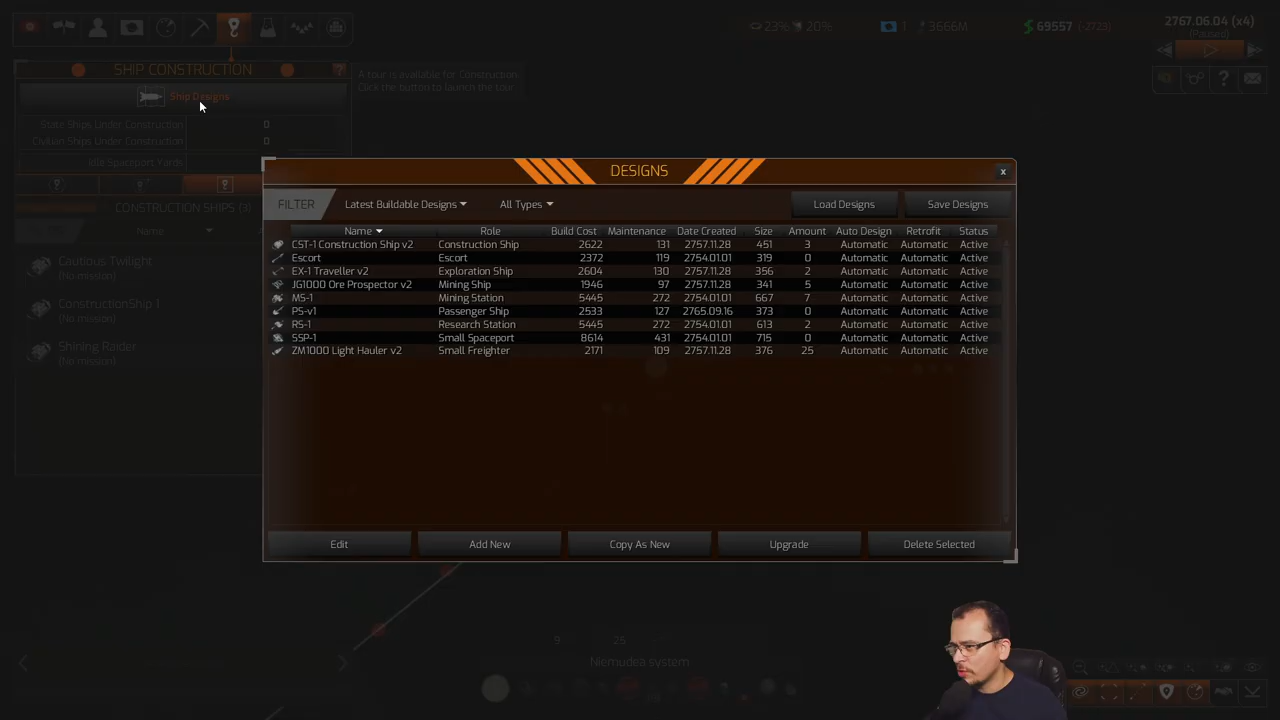 23% 20% 1 3666M 69557 (-2723) 2767.06.04 (x4)
(Paused)
SHIP CONSTRUCTION ?
A tour is available for Construction.
Click the button to launch the tour.
Ship Designs
State Ships Under Construction 0
Civilian Ships Under Construction 0
Idle Spaceport Yards
CONSTRUCTION SHIPS (3)
Name
Cautious Twilight
(No mission)
ConstructionShip 1
(No mission)
Shining Raider
(No mission)
DESIGNS x
FILTER Latest Buildable Designs All Types Load Designs Save Designs
Name Role Build Cost Maintenance Date Created Size Amount Auto Design Retrofit Status
CST-1 Construction Ship v2 Construction Ship 2622 131 2757.11.28 451 3 Automatic Automatic Active
Escort Escort 2372 119 2754.01.01 319 0 Automatic Automatic Active
EX-1 Traveller v2 Exploration Ship 2604 130 2757.11.28 356 2 Automatic Automatic Active
JG1000 Ore Prospector v2 Mining Ship 1946 97 2757.11.28 341 5 Automatic Automatic Active
MS-1 Mining Station 5445 272 2754.01.01 667 7 Automatic Automatic Active
PS-v1 Passenger Ship 2533 127 2765.09.16 373 0 Automatic Automatic Active
RS-1 Research Station 5445 272 2754.01.01 613 2 Automatic Automatic Active
SSP-1 Small Spaceport 8614 431 2754.01.01 715 0 Automatic Automatic Active
ZM1000 Light Hauler v2 Small Freighter 2171 109 2757.11.28 376 25 Automatic Automatic Active
Edit Add New Copy As New Upgrade Delete Selected
9 25
Niemudea system